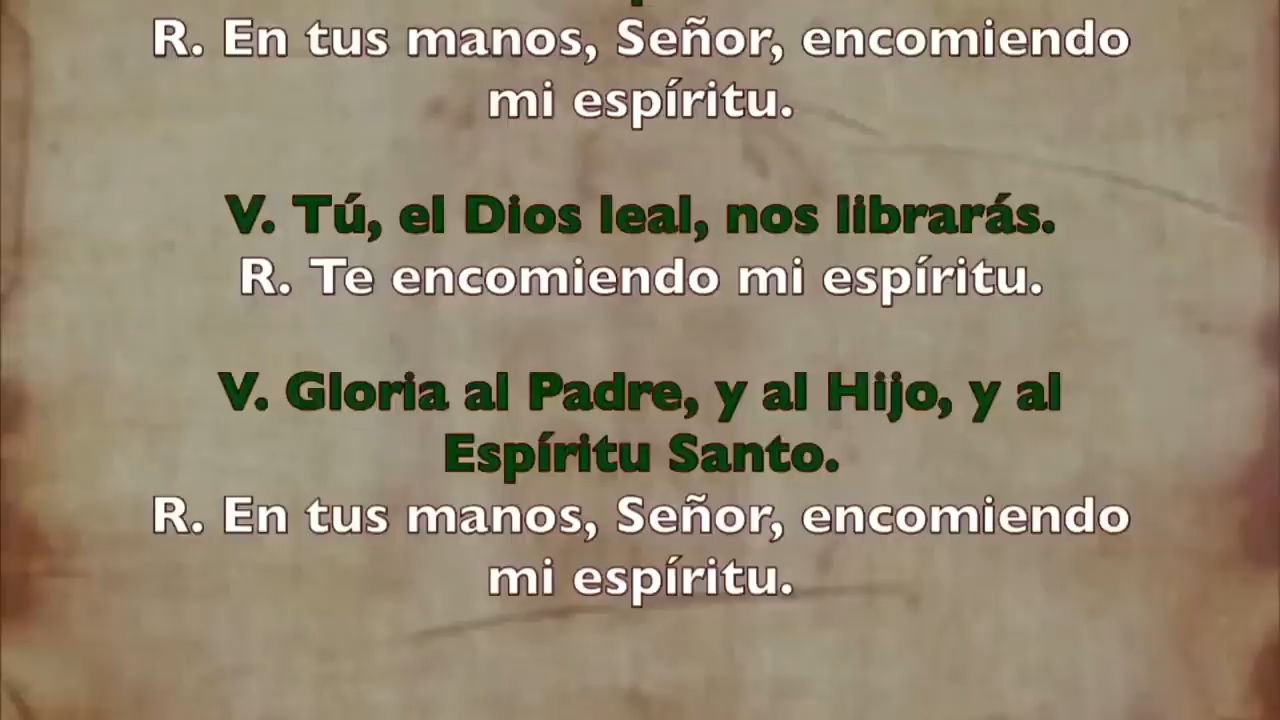 R. En tus manos, Señor, encomiendo
mi espíritu.
V. Tú, el Dios leal, nos librarás.
R. Te encomiendo mi espíritu.
V. Gloria al Padre, y al Hijo, y al
Espíritu Santo.
R. En tus manos, Señor, encomiendo
mi espíritu.